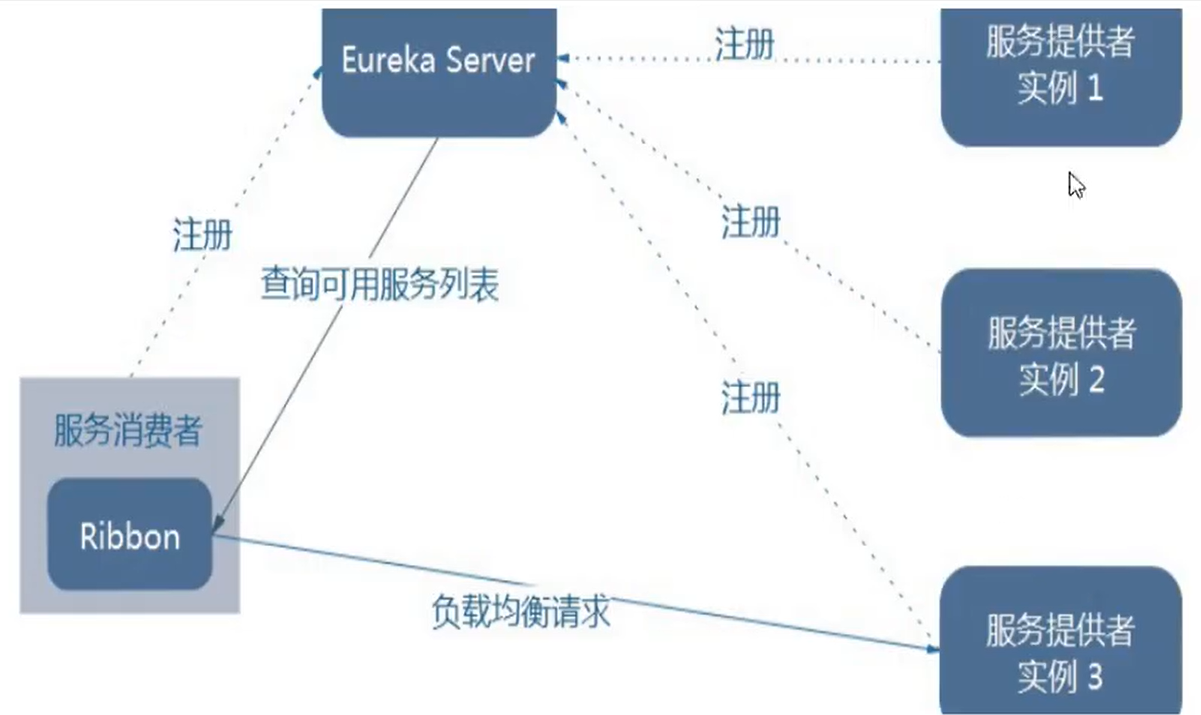 Eureka Server
注册
服务提供者
实例 1
注册
注册
查询可用服务列表
服务提供者
实例 2
注册
服务消费者
Ribbon
负载均衡请求
服务提供者
实例 3